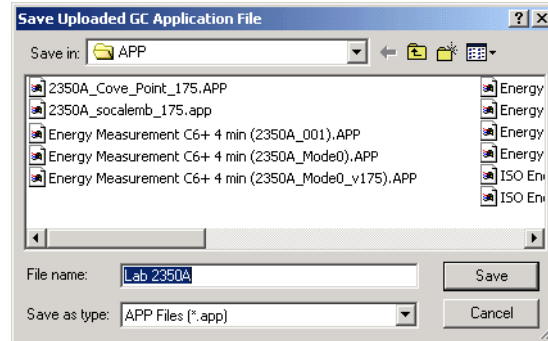 Save Uploaded GC Application File
Save in: APP
2350A_Cove_Point_175.APP
2350A_socalemb_175.app
Energy Measurement C6+ 4 min (2350A_001).APP
Energy Measurement C6+ 4 min (2350A_Mode0).APP
Energy Measurement C6+ 4 min (2350A_Mode0_v175).APP
Energy
Energy
Energy
Energy
ISO En
ISO En
File name: Lab 2350A Save
Save as type: APP Files (*.app) Cancel